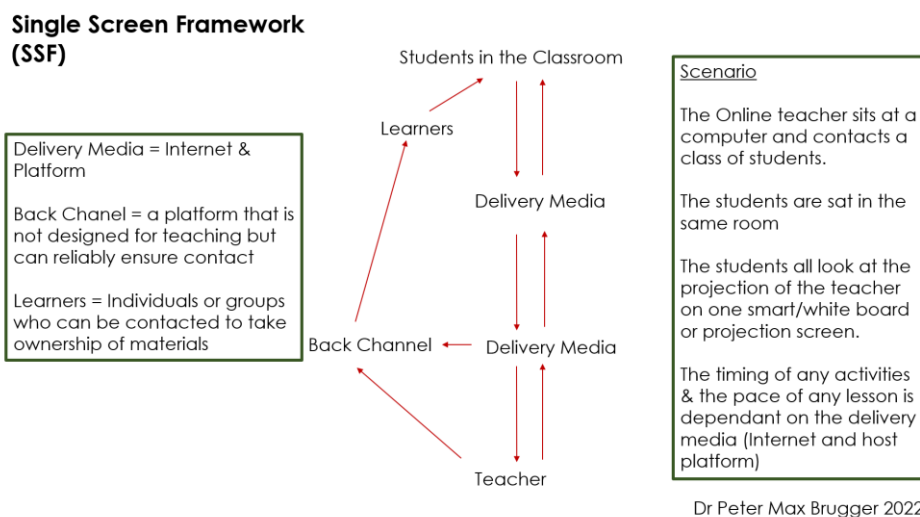 Single Screen Framework
(SSF)
Students in the Classroom
Learners
Delivery Media
Back Channel
Delivery Media
Teacher
Delivery Media = Internet &
Platform
Back Chanel = a platform that is
not designed for teaching but
can reliably ensure contact
Learners = Individuals or groups
who can be contacted to take
ownership of materials
Scenario
The Online teacher sits at a
computer and contacts a
class of students.
The students are sat in the
same room
The students all look at the
projection of the teacher
on one smart/white board
or projection screen.
The timing of any activities
& the pace of any lesson is
dependant on the delivery
media (Internet and host
platform)
Dr Peter Max Brugger 2022